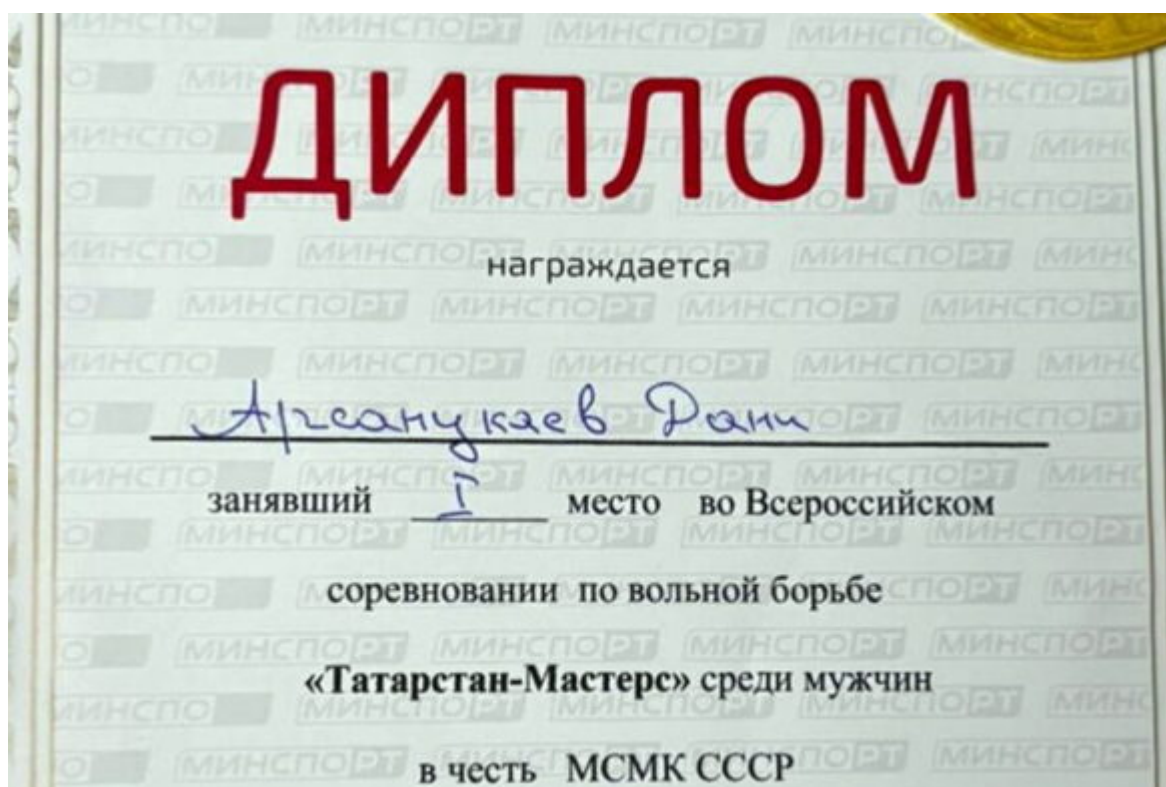 ДИПЛОМ
награждается
Арсанукаев Дани
занявший I место во Всероссийском
соревновании по вольной борьбе
«Татарстан-Мастерс» среди мужчин
в честь МСМК СССР